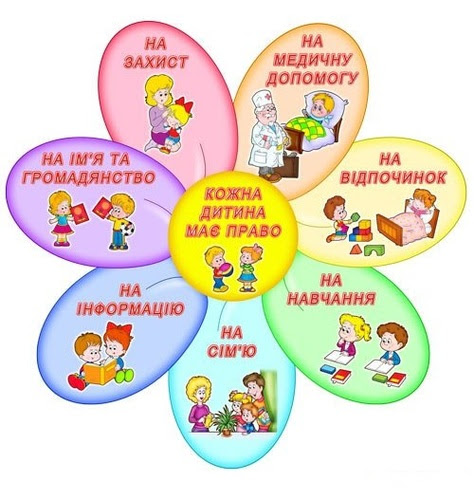 КОЖНА
ДИТИНА
МАЄ ПРАВО
НА
ЗАХИСТ
НА
МЕДИЧНУ
ДОПОМОГУ
НА
ВІДПОЧИНОК
НА
НАВЧАННЯ
НА
СІМ'Ю
НА
ІНФОРМАЦІЮ
НА ІМ'Я ТА
ГРОМАДЯНСТВО